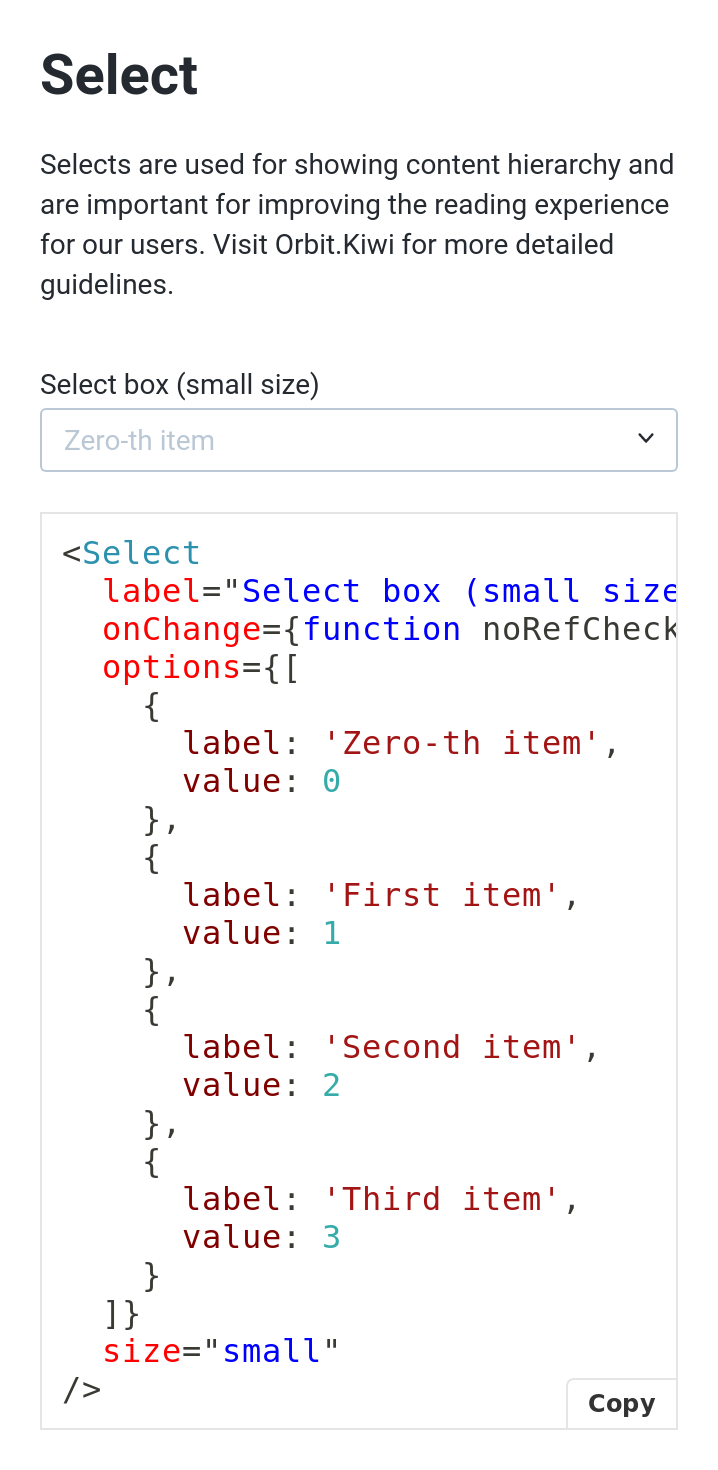 Select
Selects are used for showing content hierarchy and
are important for improving the reading experience
for our users. Visit Orbit.Kiwi for more detailed
guidelines.
Select box (small size)
Zero-th item
<Select
  label="Select box (small size
  onChange={function noRefCheck
  options={[
    {
      label: 'Zero-th item',
      value: 0
    },
    {
      label: 'First item',
      value: 1
    },
    {
      label: 'Second item',
      value: 2
    },
    {
      label: 'Third item',
      value: 3
    }
  ]}
  size="small"
/>
Copy